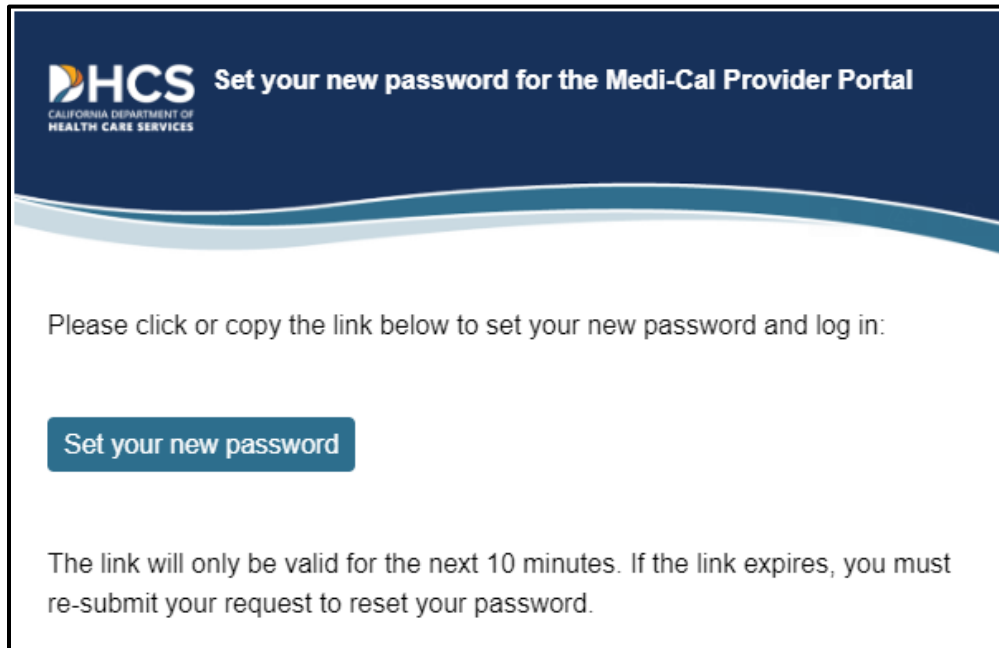 DHCS
CALIFORNIA DEPARTMENT OF
HEALTH CARE SERVICES
Set your new password for the Medi-Cal Provider Portal
Please click or copy the link below to set your new password and log in:
Set your new password
The link will only be valid for the next 10 minutes. If the link expires, you must
re-submit your request to reset your password.